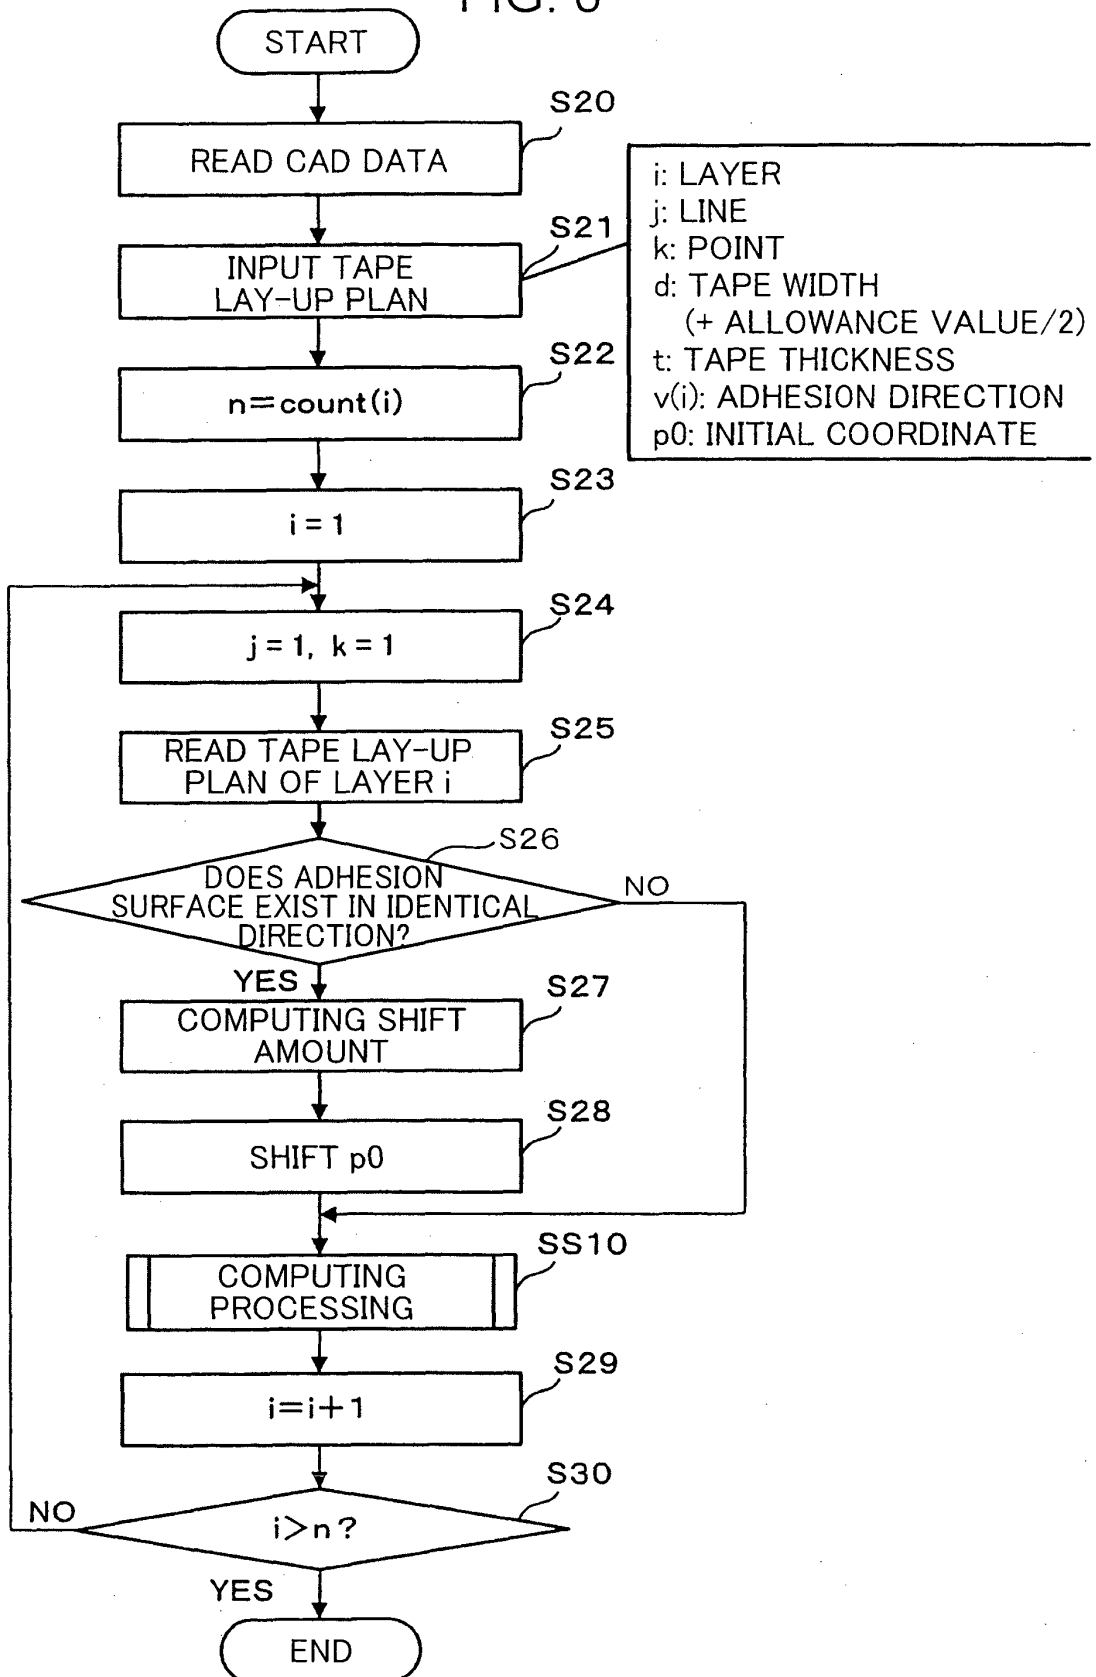 START
S20
READ CAD DATA
i: LAYER
j: LINE
k: POINT
d: TAPE WIDTH
(+ ALLOWANCE VALUE/2)
t: TAPE THICKNESS
v(i): ADHESION DIRECTION
p0: INITIAL COORDINATE
S21
INPUT TAPE
LAY-UP PLAN
S22
n=count(i)
S23
i = 1
S24
j = 1, k = 1
S25
READ TAPE LAY-UP
PLAN OF LAYER i
S26
DOES ADHESION
SURFACE EXIST IN IDENTICAL
DIRECTION?
NO
YES
S27
COMPUTING SHIFT
AMOUNT
S28
SHIFT p0
SS10
COMPUTING
PROCESSING
S29
i=i+1
S30
NO
i>n?
YES
END